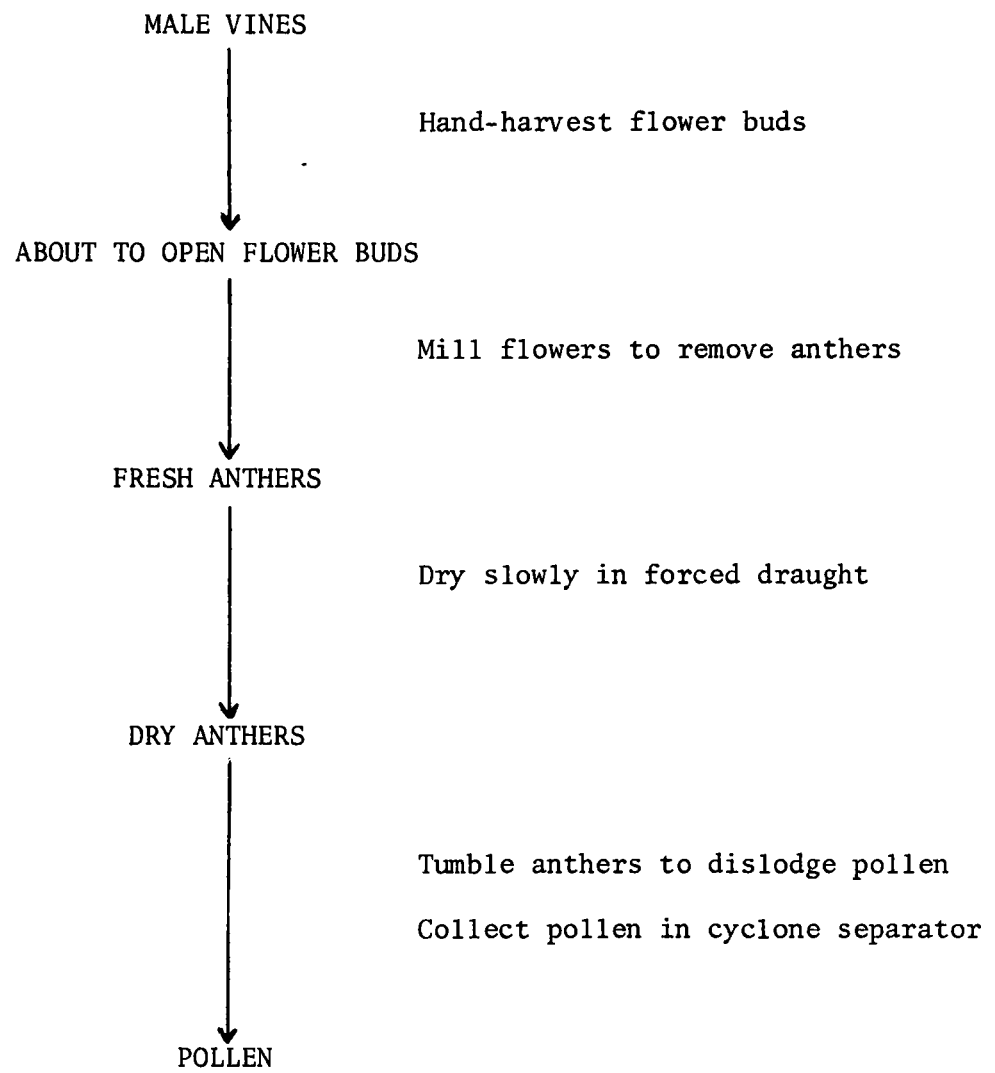 MALE VINES
Hand-harvest flower buds
ABOUT TO OPEN FLOWER BUDS
Mill flowers to remove anthers
FRESH ANTHERS
Dry slowly in forced draught
DRY ANTHERS
Tumble anthers to dislodge pollen
Collect pollen in cyclone separator
POLLEN